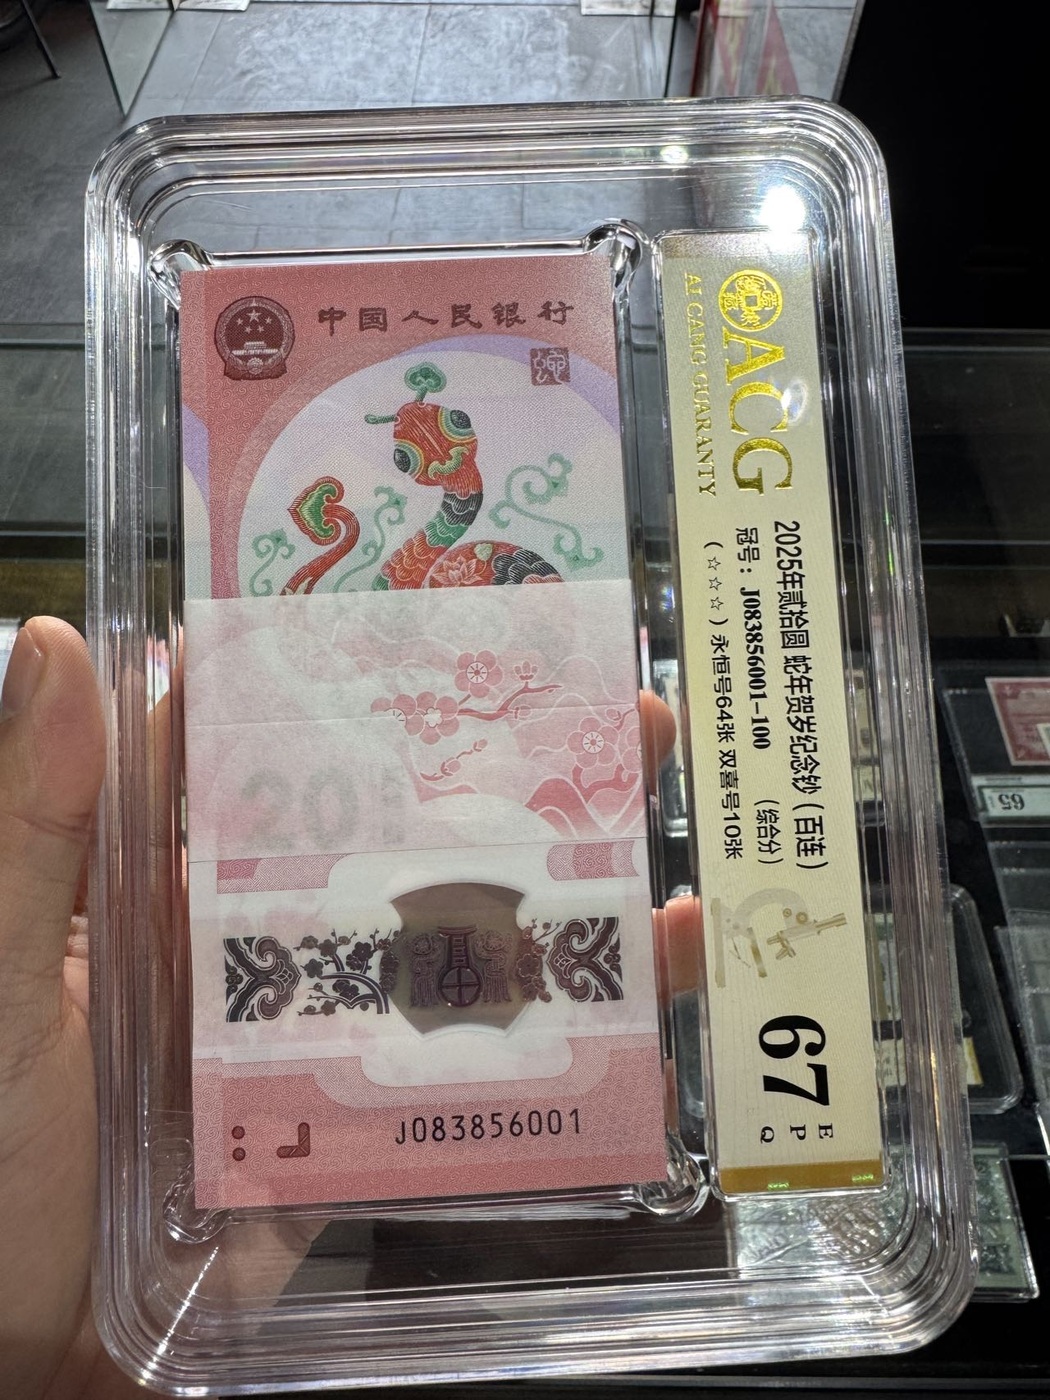 中国人民银行
20
J083856001
ACG
AI CANG GUARANTY
2025年贰拾圆 蛇年贺岁纪念钞（百连）
冠号：J083856001-100 （综合分）
（☆☆☆）永恒号64张 双喜号10张
67
E
P
Q
65